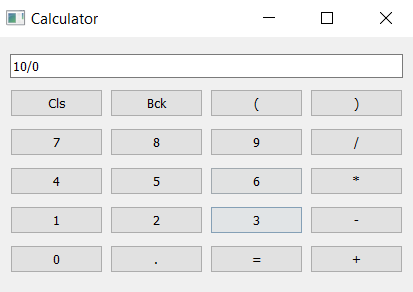 Calculator
10/0
Cls Bck ( )
7 8 9 /
4 5 6 *
1 2 3 -
0 . = +